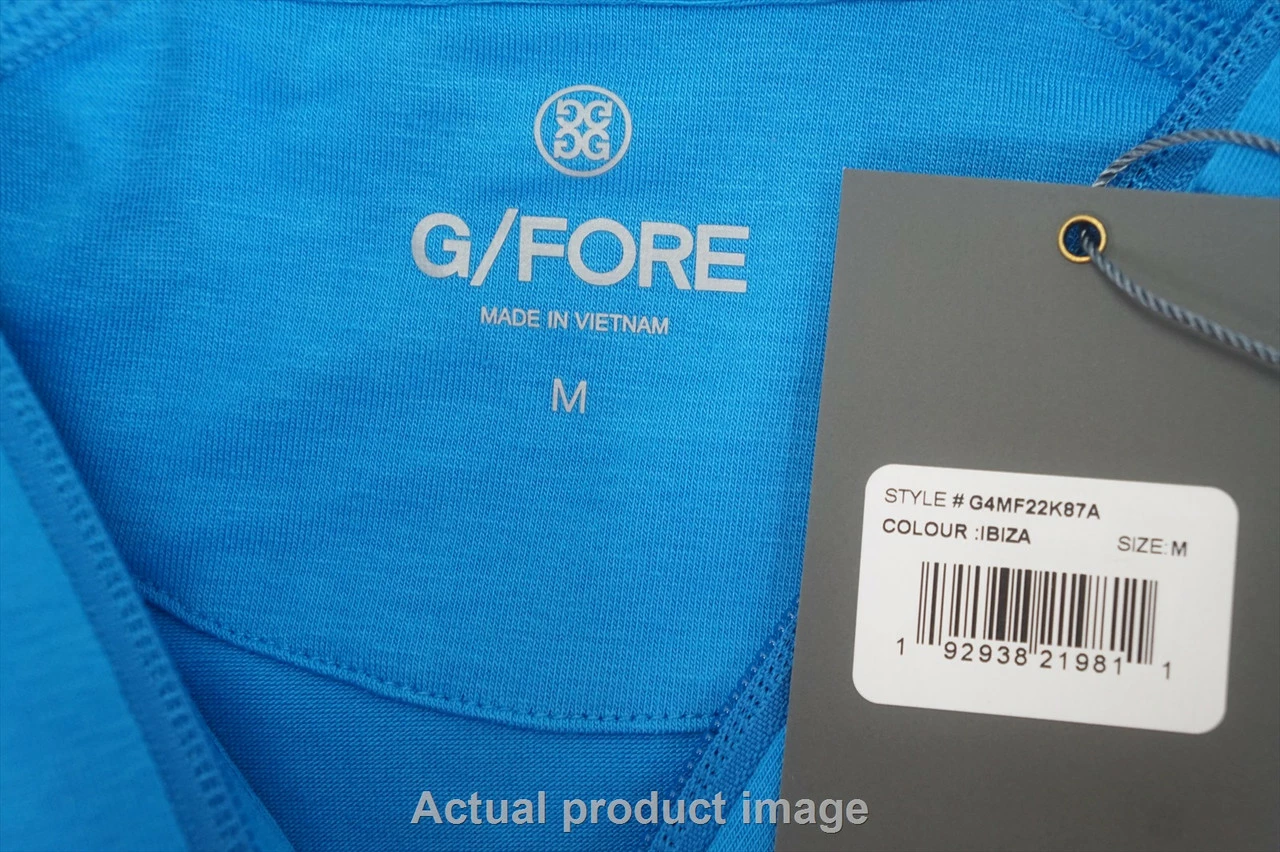 G/FORE
MADE IN VIETNAM
M
STYLE # G4MF22K87A
COLOUR :IBIZA SIZE: M
1 92938 21981 1
Actual product image